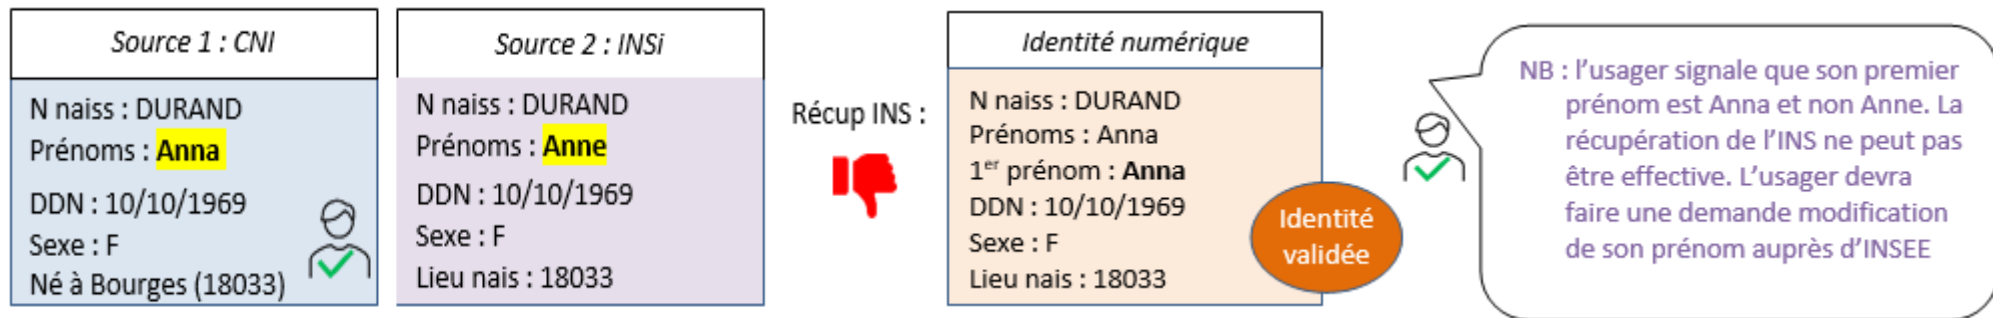 Source 1 : CNI
N naiss : DURAND
Prénoms : Anna
DDN : 10/10/1969
Sexe : F
Né à Bourges (18033)
Source 2 : INSi
N naiss : DURAND
Prénoms : Anne
DDN : 10/10/1969
Sexe : F
Lieu nais : 18033
Récup INS :
Identité numérique
N naiss : DURAND
Prénoms : Anna
1er prénom : Anna
DDN : 10/10/1969
Sexe : F
Lieu nais : 18033
Identité
validée
NB : l’usager signale que son premier
prénom est Anna et non Anne. La
récupération de l’INS ne peut pas
être effective. L’usager devra
faire une demande modification
de son prénom auprès d’INSEE